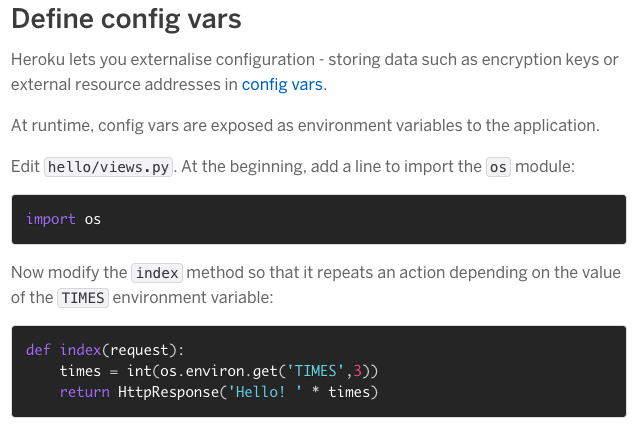 Define config vars
Heroku lets you externalise configuration - storing data such as encryption keys or
external resource addresses in config vars.
At runtime, config vars are exposed as environment variables to the application.
Edit hello/views.py. At the beginning, add a line to import the os module:
import os
Now modify the index method so that it repeats an action depending on the value
of the TIMES environment variable:
def index(request):
    times = int(os.environ.get('TIMES',3))
    return HttpResponse('Hello! ' * times)